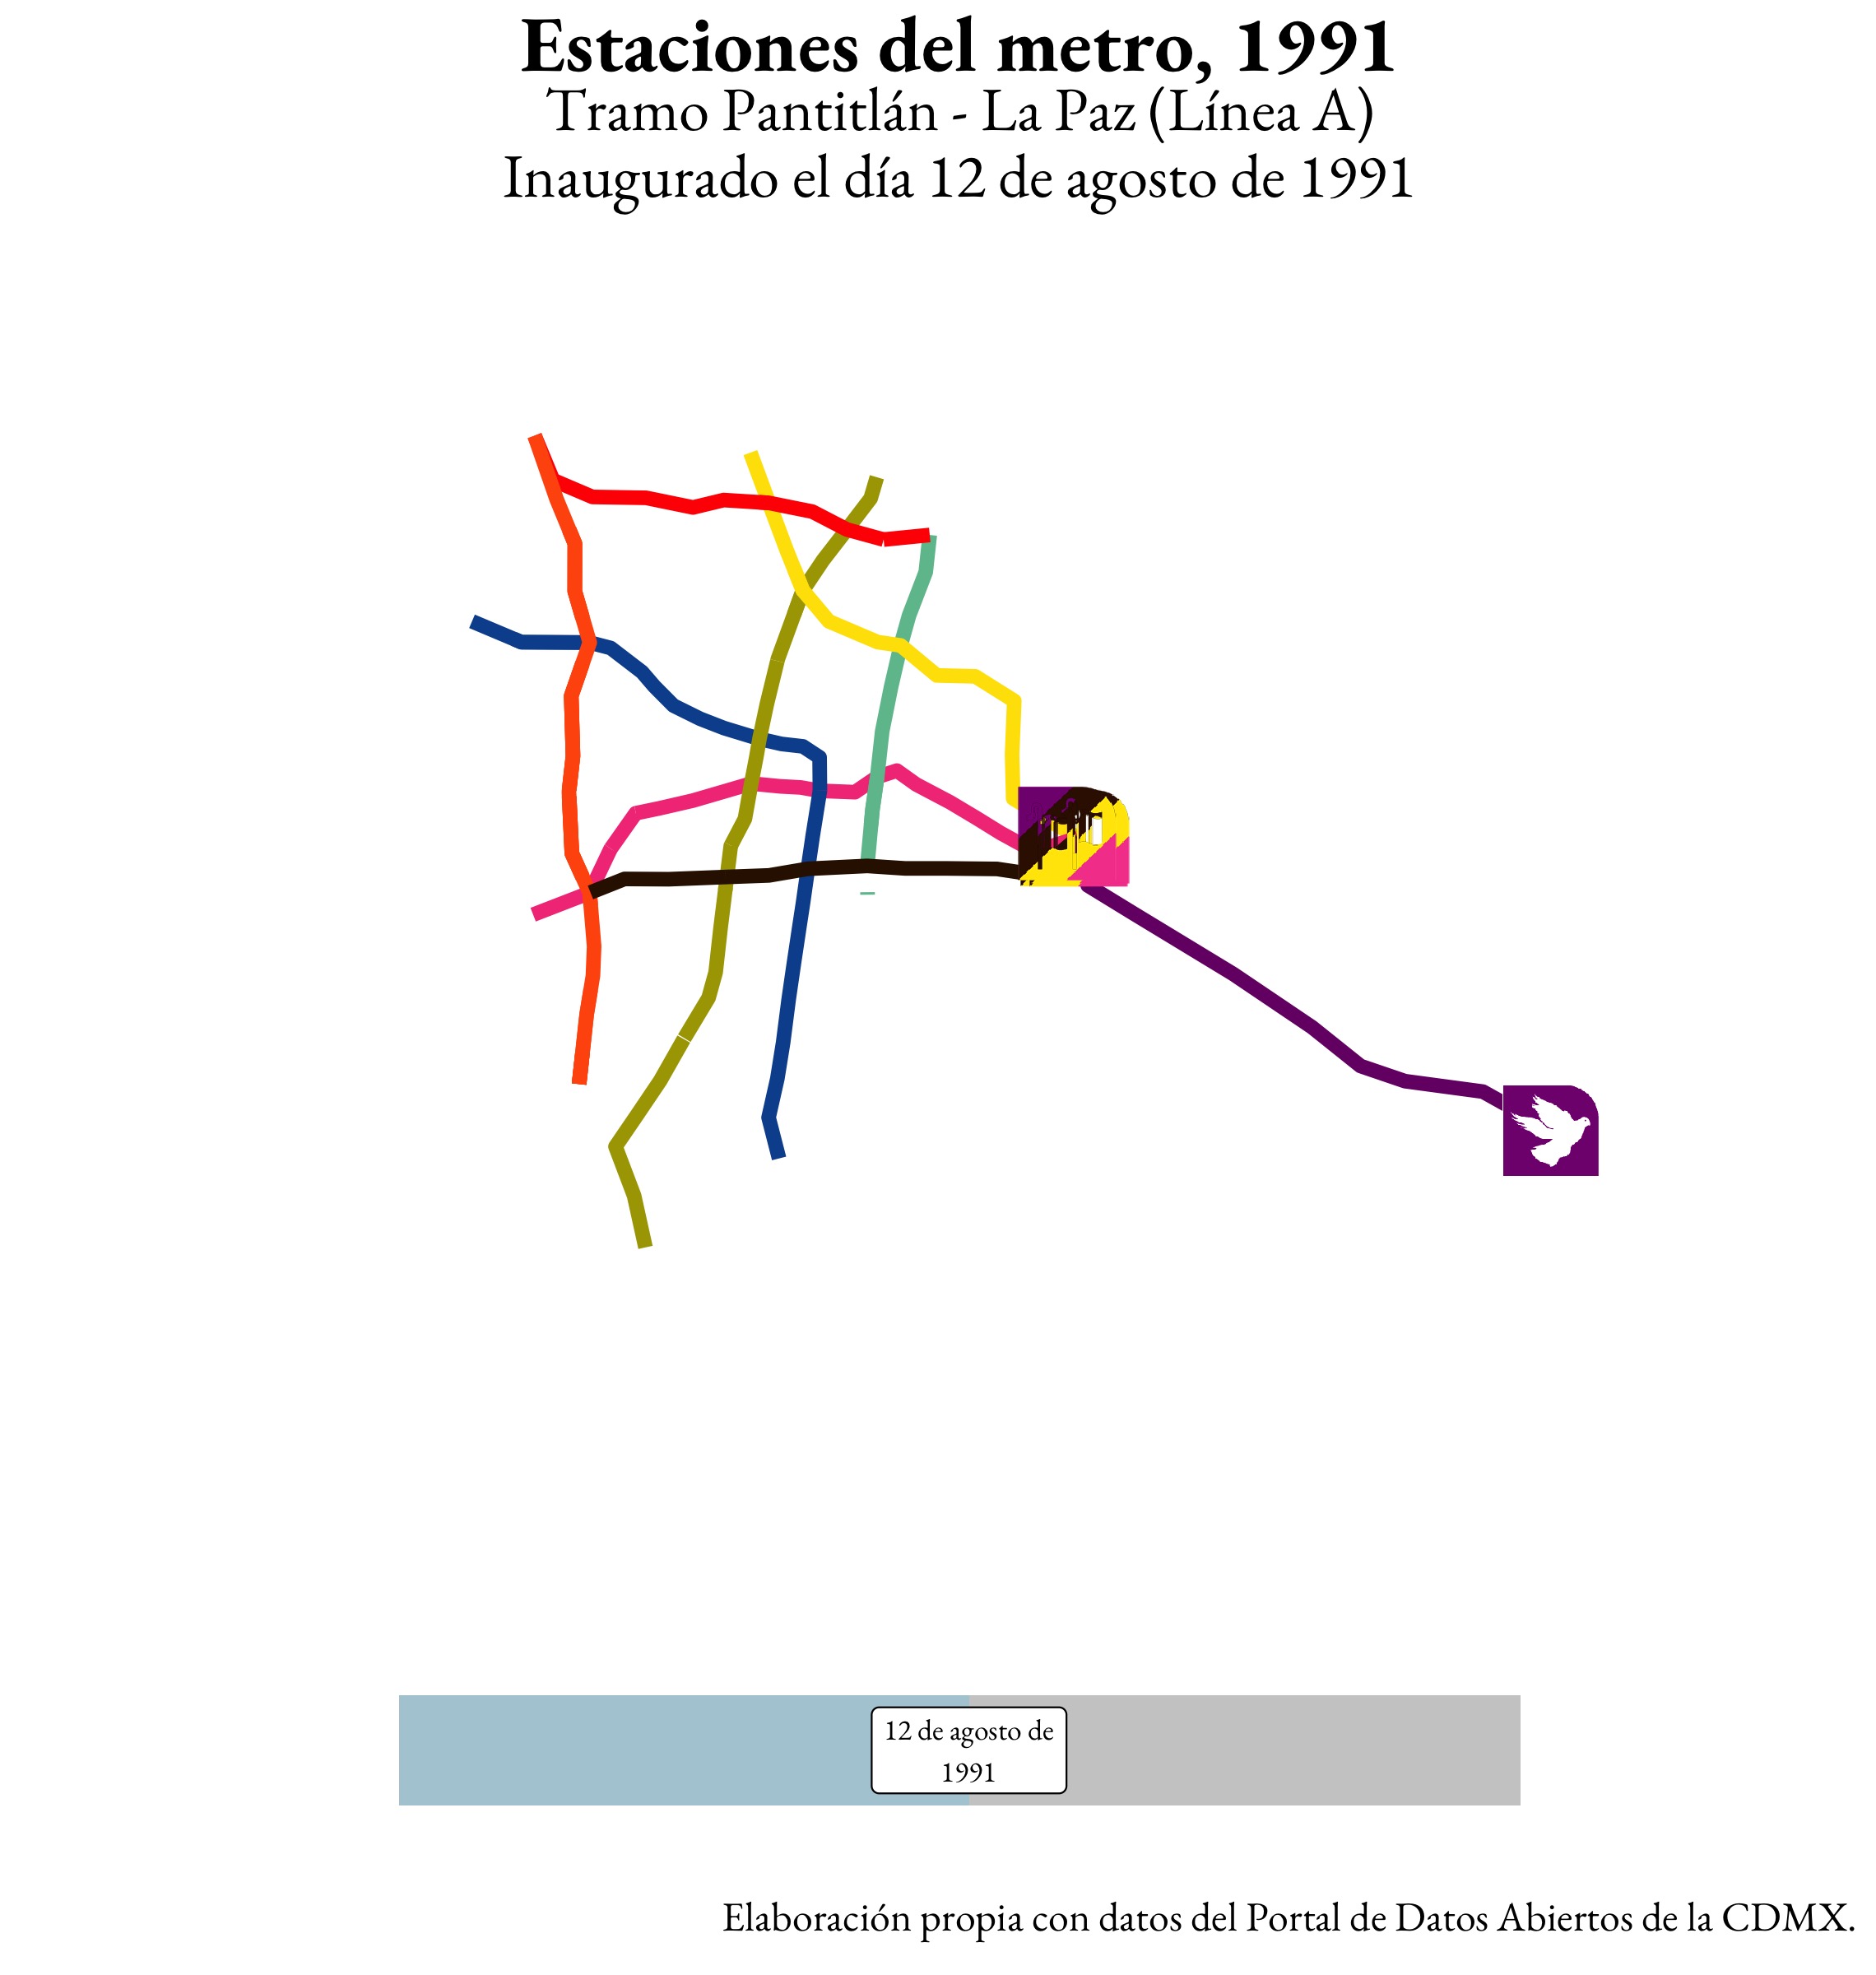 Estaciones del metro, 1991
Tramo Pantitlán - La Paz (Línea A)
Inaugurado el día 12 de agosto de 1991
12 de agosto de
1991
Elaboración propia con datos del Portal de Datos Abiertos de la CDMX.